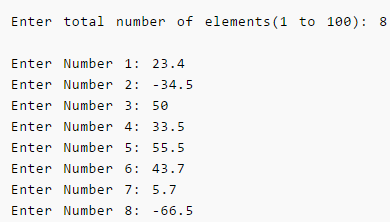 Enter total number of elements(1 to 100): 8
Enter Number 1: 23.4
Enter Number 2: -34.5
Enter Number 3: 50
Enter Number 4: 33.5
Enter Number 5: 55.5
Enter Number 6: 43.7
Enter Number 7: 5.7
Enter Number 8: -66.5